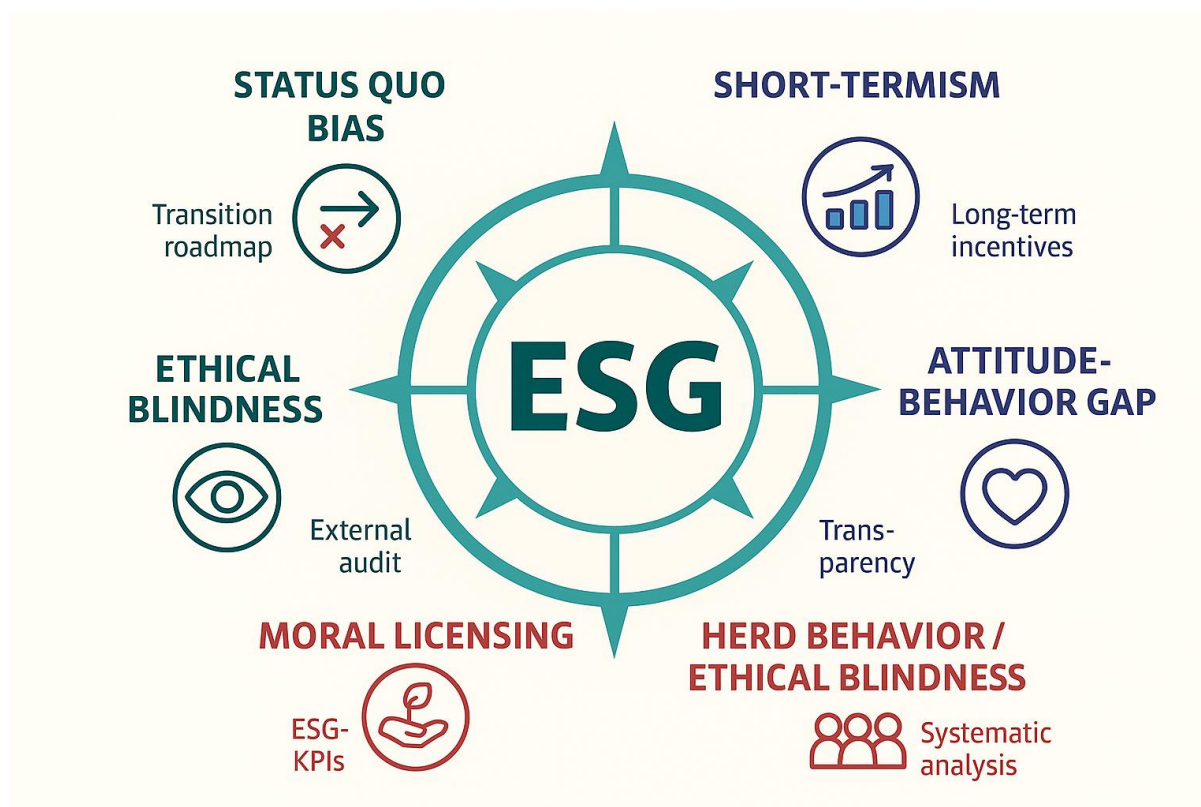 STATUS QUO
BIAS
Transition
roadmap
SHORT-TERMISM
Long-term
incentives
ETHICAL
BLINDNESS
External
audit
ESG
ATTITUDE-
BEHAVIOR GAP
Trans-
parency
MORAL LICENSING
ESG-
KPIs
HERD BEHAVIOR /
ETHICAL BLINDNESS
Systematic
analysis